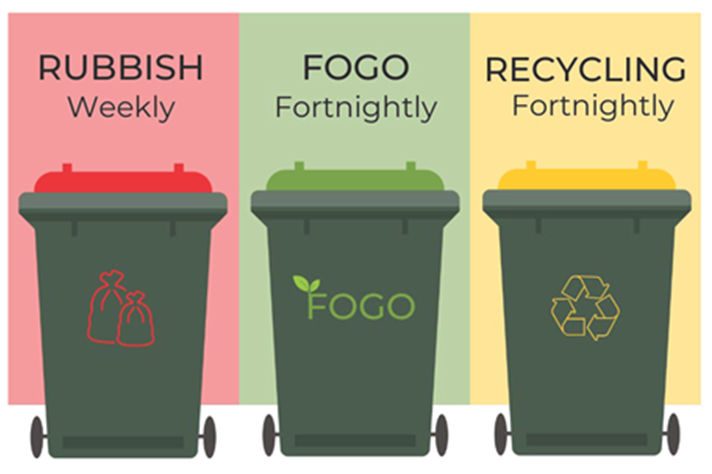 RUBBISH
Weekly
FOGO
Fortnightly
RECYCLING
Fortnightly
FOGO